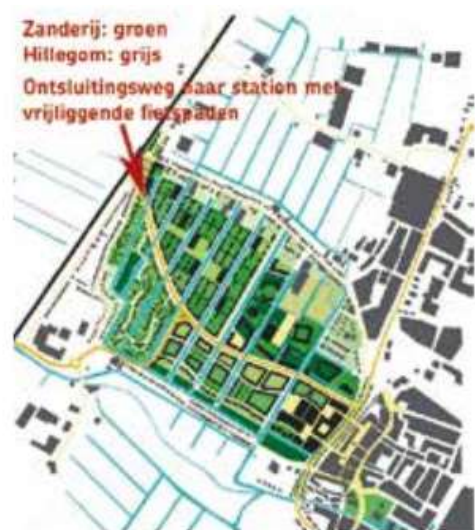 Zanderij: groen
Hillegom: grijs
Ontsluitingsweg naar station met
vrijliggende fietspaden